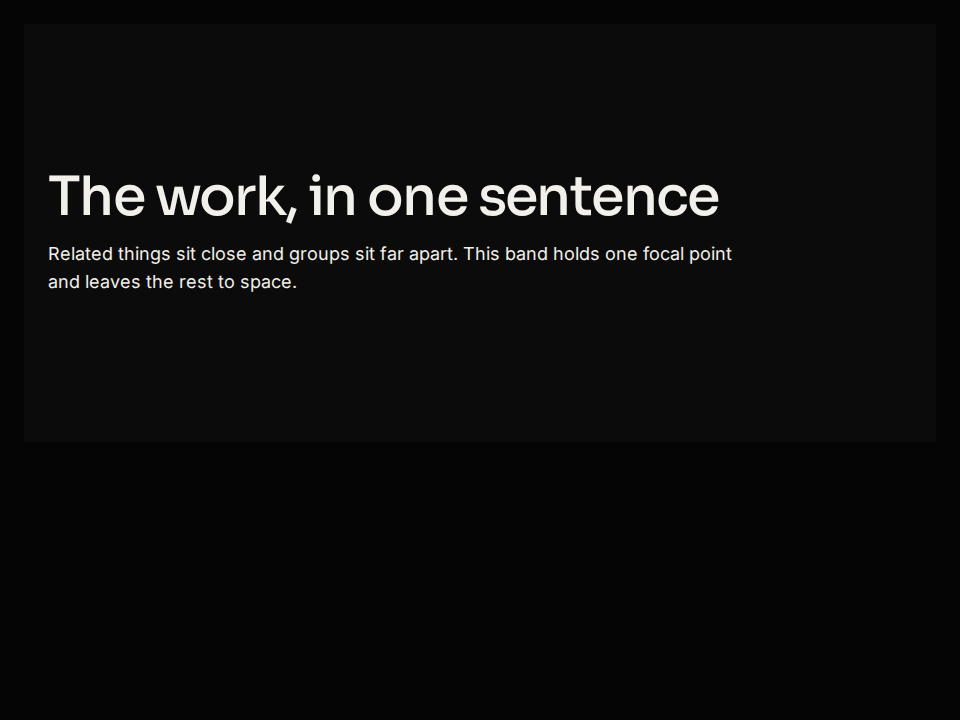 The work, in one sentence
Related things sit close and groups sit far apart. This band holds one focal point
and leaves the rest to space.